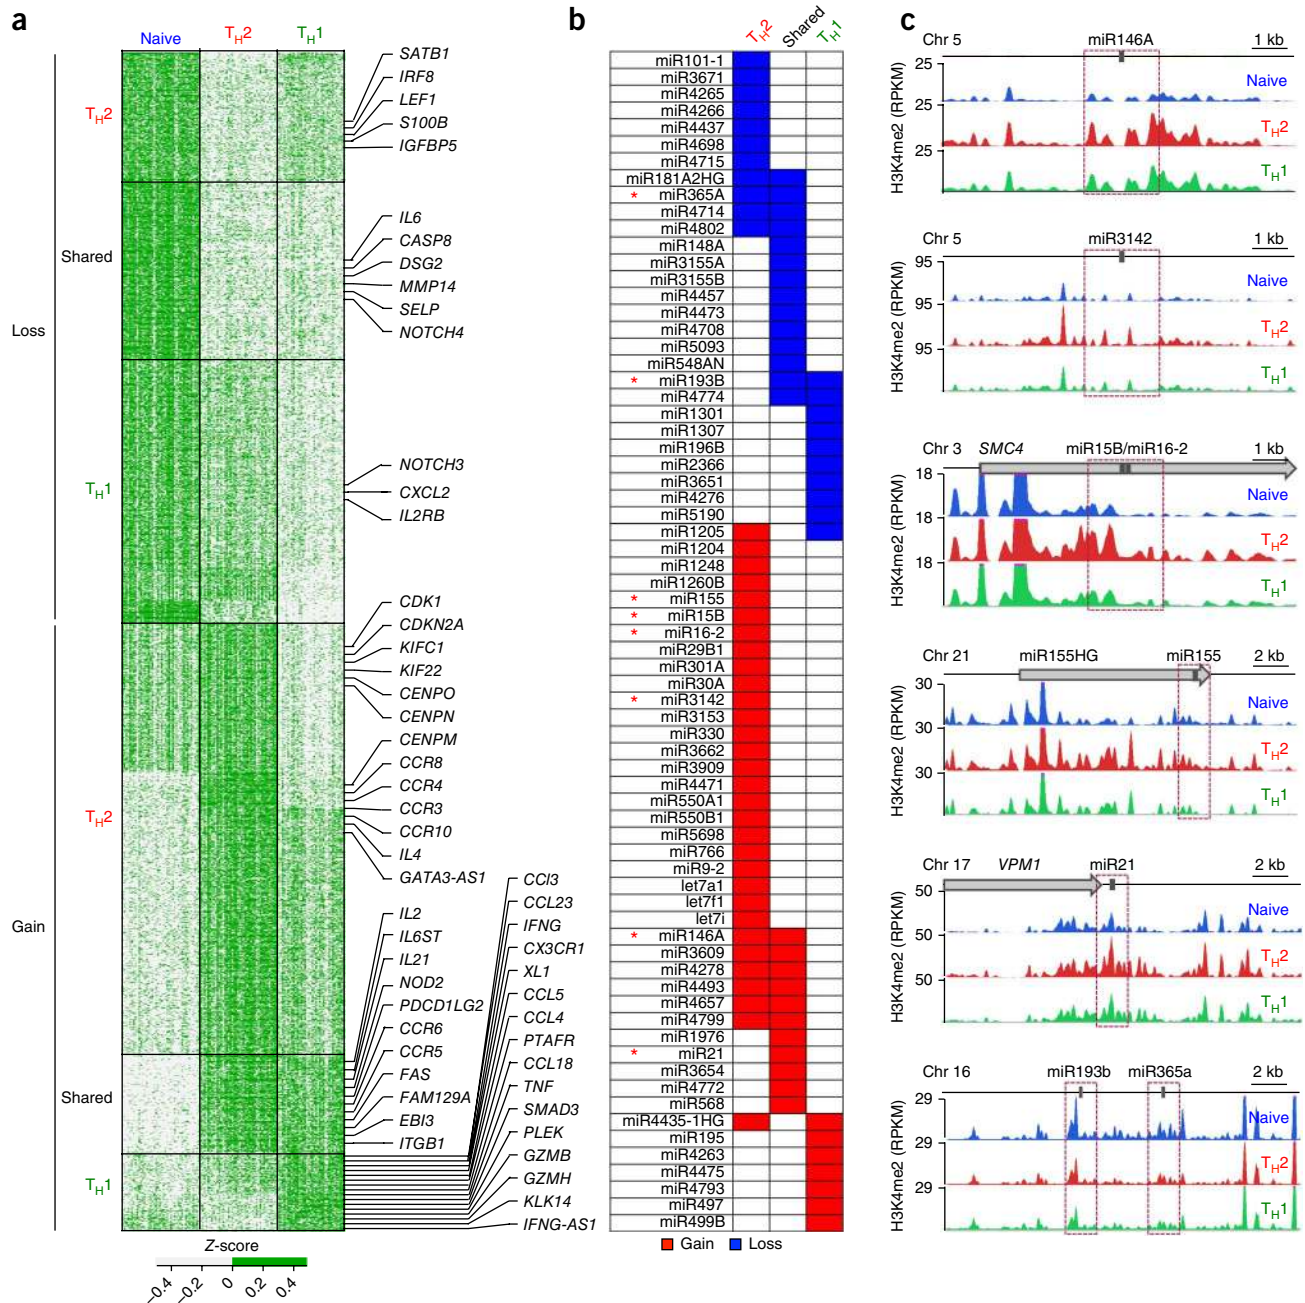 a
Naive
TH2
TH1
TH2
Shared
Loss
TH1
TH2
Gain
Shared
TH1
SATB1
IRF8
LEF1
S100B
IGFBP5
IL6
CASP8
DSG2
MMP14
SELP
NOTCH4
NOTCH3
CXCL2
IL2RB
CDK1
CDKN2A
KIFC1
KIF22
CENPO
CENPN
CENPM
CCR8
CCR4
CCR3
CCR10
IL4
GATA3-AS1
IL2
IL6ST
IL21
NOD2
PDCD1LG2
CCR6
CCR5
FAS
FAM129A
EBI3
ITGB1
CCl3
CCL23
IFNG
CX3CR1
XL1
CCL5
CCL4
PTAFR
CCL18
TNF
SMAD3
PLEK
GZMB
GZMH
KLK14
IFNG-AS1
Z-score
–0.4 –0.2 0 0.2 0.4
b
TH2
Shared
TH1
miR101-1
miR3671
miR4265
miR4266
miR4437
miR4698
miR4715
miR181A2HG
* miR365A
miR4714
miR4802
miR148A
miR3155A
miR3155B
miR4457
miR4473
miR4708
miR5093
miR548AN
* miR193B
miR4774
miR1301
miR1307
miR196B
miR2366
miR3651
miR4276
miR5190
miR1205
miR1204
miR1248
miR1260B
* miR155
* miR15B
* miR16-2
miR29B1
miR301A
miR30A
* miR3142
miR3153
miR330
miR3662
miR3909
miR4471
miR550A1
miR550B1
miR5698
miR766
miR9-2
let7a1
let7f1
let7i
* miR146A
miR3609
miR4278
miR4493
miR4657
miR4799
miR1976
* miR21
miR3654
miR4772
miR568
miR4435-1HG
miR195
miR4263
miR4475
miR4793
miR497
miR499B
Gain Loss
c
Chr 5 miR146A 1 kb
H3K4me2 (RPKM)
25 Naive
25 TH2
25 TH1
Chr 5 miR3142 1 kb
H3K4me2 (RPKM)
95 Naive
95 TH2
95 TH1
Chr 3 SMC4 miR15B/miR16-2 1 kb
H3K4me2 (RPKM)
18 Naive
18 TH2
18 TH1
Chr 21 miR155HG miR155 2 kb
H3K4me2 (RPKM)
30 Naive
30 TH2
30 TH1
Chr 17 VPM1 miR21 2 kb
H3K4me2 (RPKM)
50 Naive
50 TH2
50 TH1
Chr 16 miR193b miR365a 2 kb
H3K4me2 (RPKM)
29 Naive
29 TH2
29 TH1